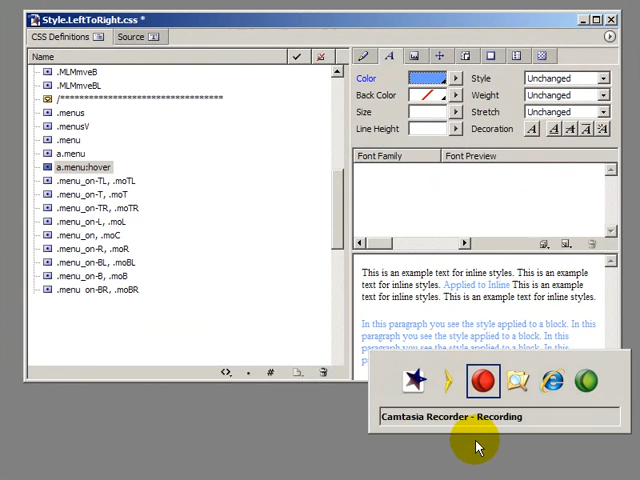 Style.LeftToRight.css *
CSS Definitions
Source
Name
.MLMmveB
.MLMmveBL
/***********************************
.menus
.menusV
.menu
a.menu
a.menu:hover
.menu_on-TL, .moTL
.menu_on-T, .moT
.menu_on-TR, .moTR
.menu_on-L, .moL
.menu_on, .moC
.menu_on-R, .moR
.menu_on-BL, .moBL
.menu_on-B, .moB
.menu_on-BR, .moBR
Color
Style
Unchanged
Back Color
Weight
Unchanged
Size
Stretch
Unchanged
Line Height
Decoration
Font Family
Font Preview
This is an example text for inline styles. This is an example
text for inline styles. Applied to Inline This is an example
text for inline styles. This is an example text for inline styles.
In this paragraph you see the style applied to a block. In this
paragraph you see the style applied to a block. In this
Camtasia Recorder - Recording